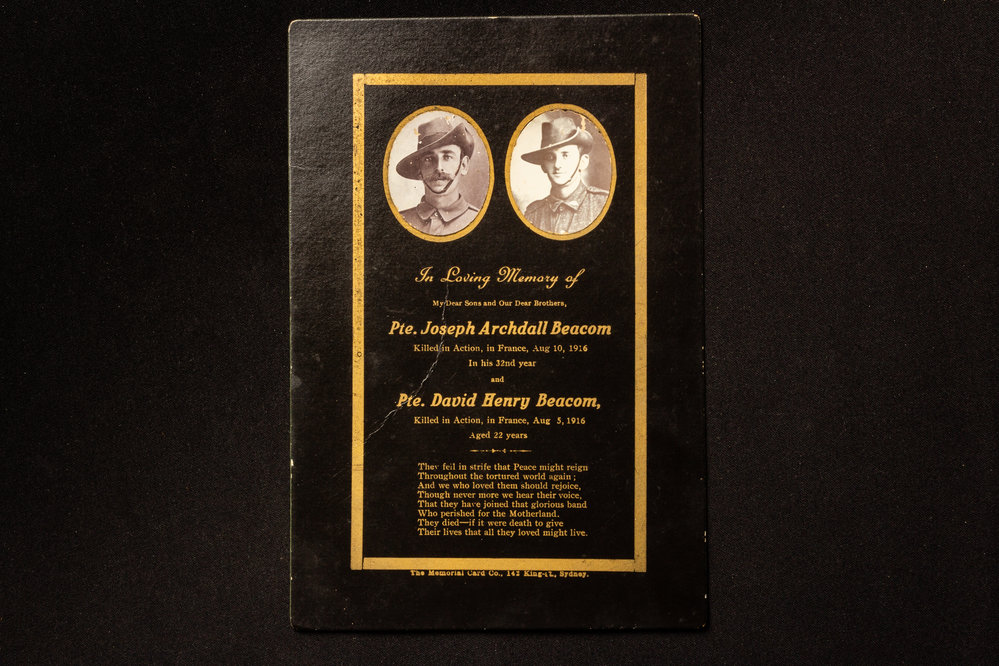 In Loving Memory of
My Dear Sons and Our Dear Brothers,
Pte. Joseph Archdall Beacom
Killed in Action, in France, Aug 10, 1916
In his 32nd year
and
Pte. David Henry Beacom,
Killed in Action, in France, Aug 5, 1916
Aged 22 years
They fell in strife that Peace might reign
Throughout the tortured world again;
And we who loved them should rejoice,
Though never more we hear their voice,
That they have joined that glorious band
Who perished for the Motherland.
They died—if it were death to give
Their lives that all they loved might live.
The Memorial Card Co., 142 King-st., Sydney.